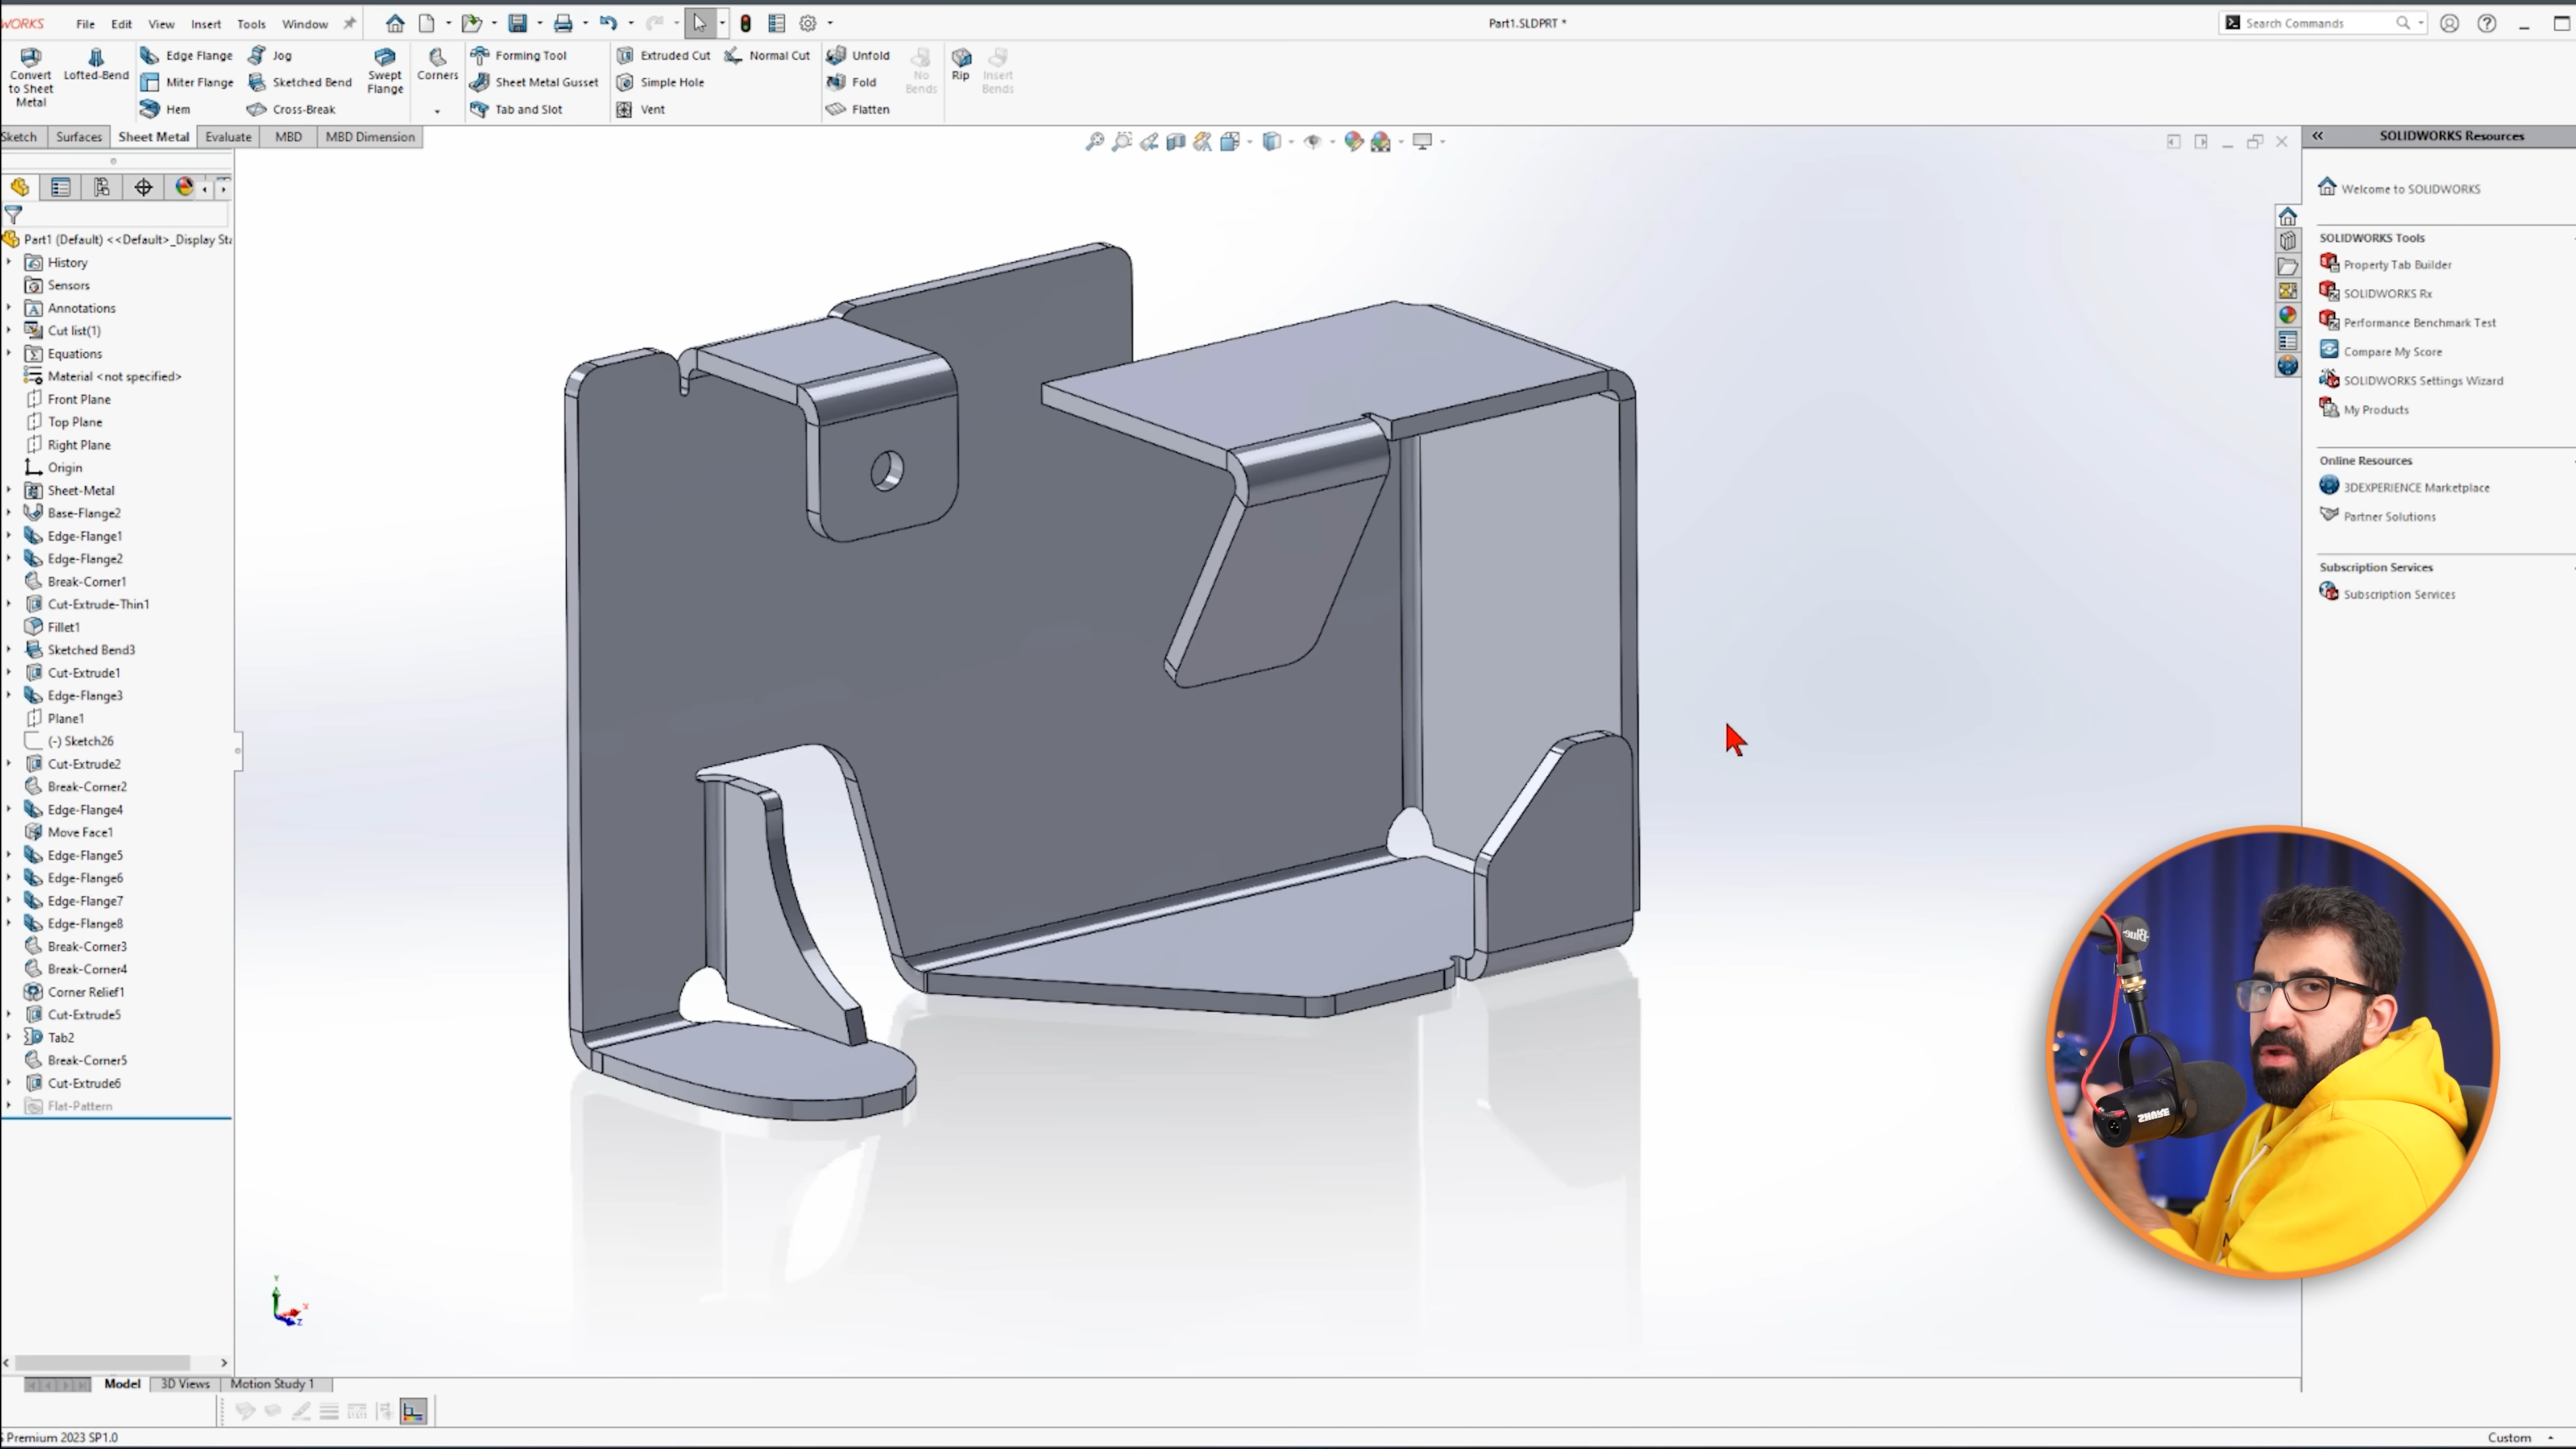 WORKS
File Edit View Insert Tools Window
Part1.SLDPRT *
Search Commands
Convert to Sheet Metal
Lofted-Bend
Edge Flange
Miter Flange
Hem
Jog
Sketched Bend
Cross-Break
Swept Flange
Corners
Forming Tool
Sheet Metal Gusset
Tab and Slot
Extruded Cut
Simple Hole
Vent
Normal Cut
Unfold
Fold
Flatten
No Bends
Rip
Insert Bends
Sketch Surfaces Sheet Metal Evaluate MBD MBD Dimension
Part1 (Default) <<Default>_Display Sta
History
Sensors
Annotations
Cut list(1)
Equations
Material <not specified>
Front Plane
Top Plane
Right Plane
Origin
Sheet-Metal
Base-Flange2
Edge-Flange1
Edge-Flange2
Break-Corner1
Cut-Extrude-Thin1
Fillet1
Sketched Bend3
Cut-Extrude1
Edge-Flange3
Plane1
(-) Sketch26
Cut-Extrude2
Break-Corner2
Edge-Flange4
Move Face1
Edge-Flange5
Edge-Flange6
Edge-Flange7
Edge-Flange8
Break-Corner3
Break-Corner4
Corner Relief1
Cut-Extrude5
Tab2
Break-Corner5
Cut-Extrude6
Flat-Pattern
Y
X
Z
SOLIDWORKS Resources
Welcome to SOLIDWORKS
SOLIDWORKS Tools
Property Tab Builder
SOLIDWORKS Rx
Performance Benchmark Test
Compare My Score
SOLIDWORKS Settings Wizard
My Products
Online Resources
3DEXPERIENCE Marketplace
Partner Solutions
Subscription Services
Subscription Services
Blue
SHURE
Model 3D Views Motion Study 1
S Premium 2023 SP1.0
Custom